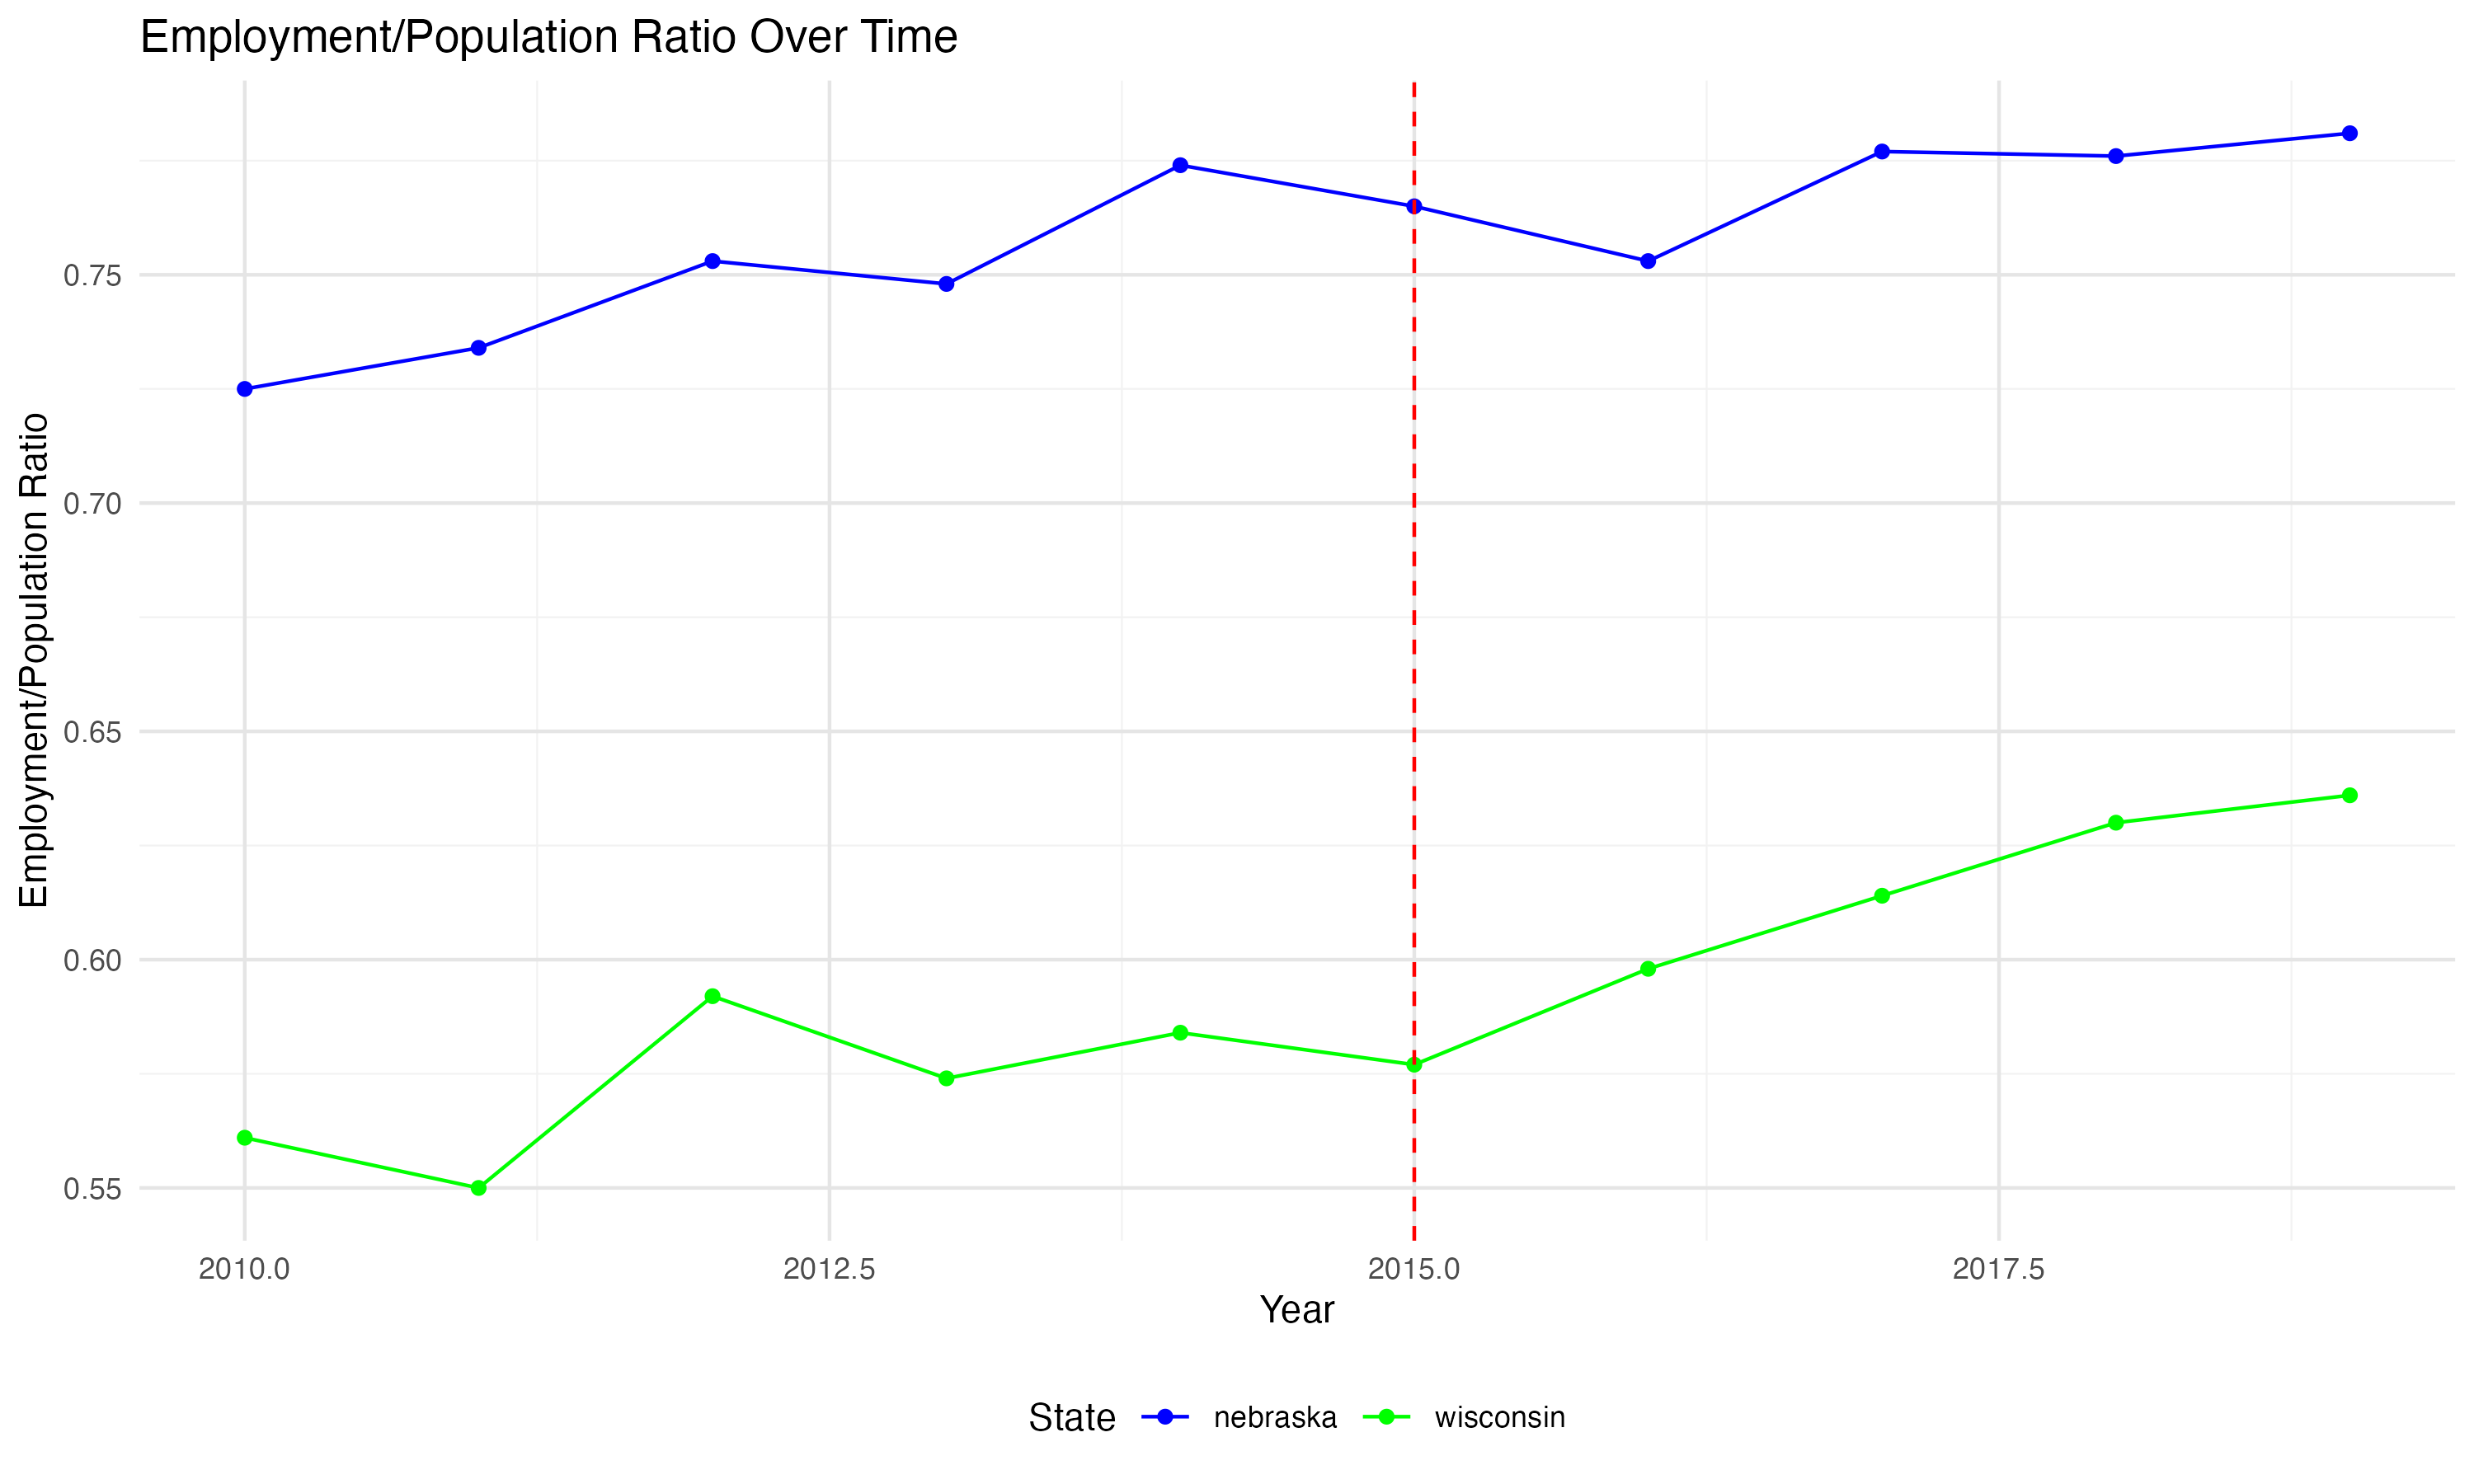 Employment/Population Ratio Over Time
Employment/Population Ratio
0.75
0.70
0.65
0.60
0.55
2010.0 2012.5 2015.0 2017.5
Year
State nebraska wisconsin